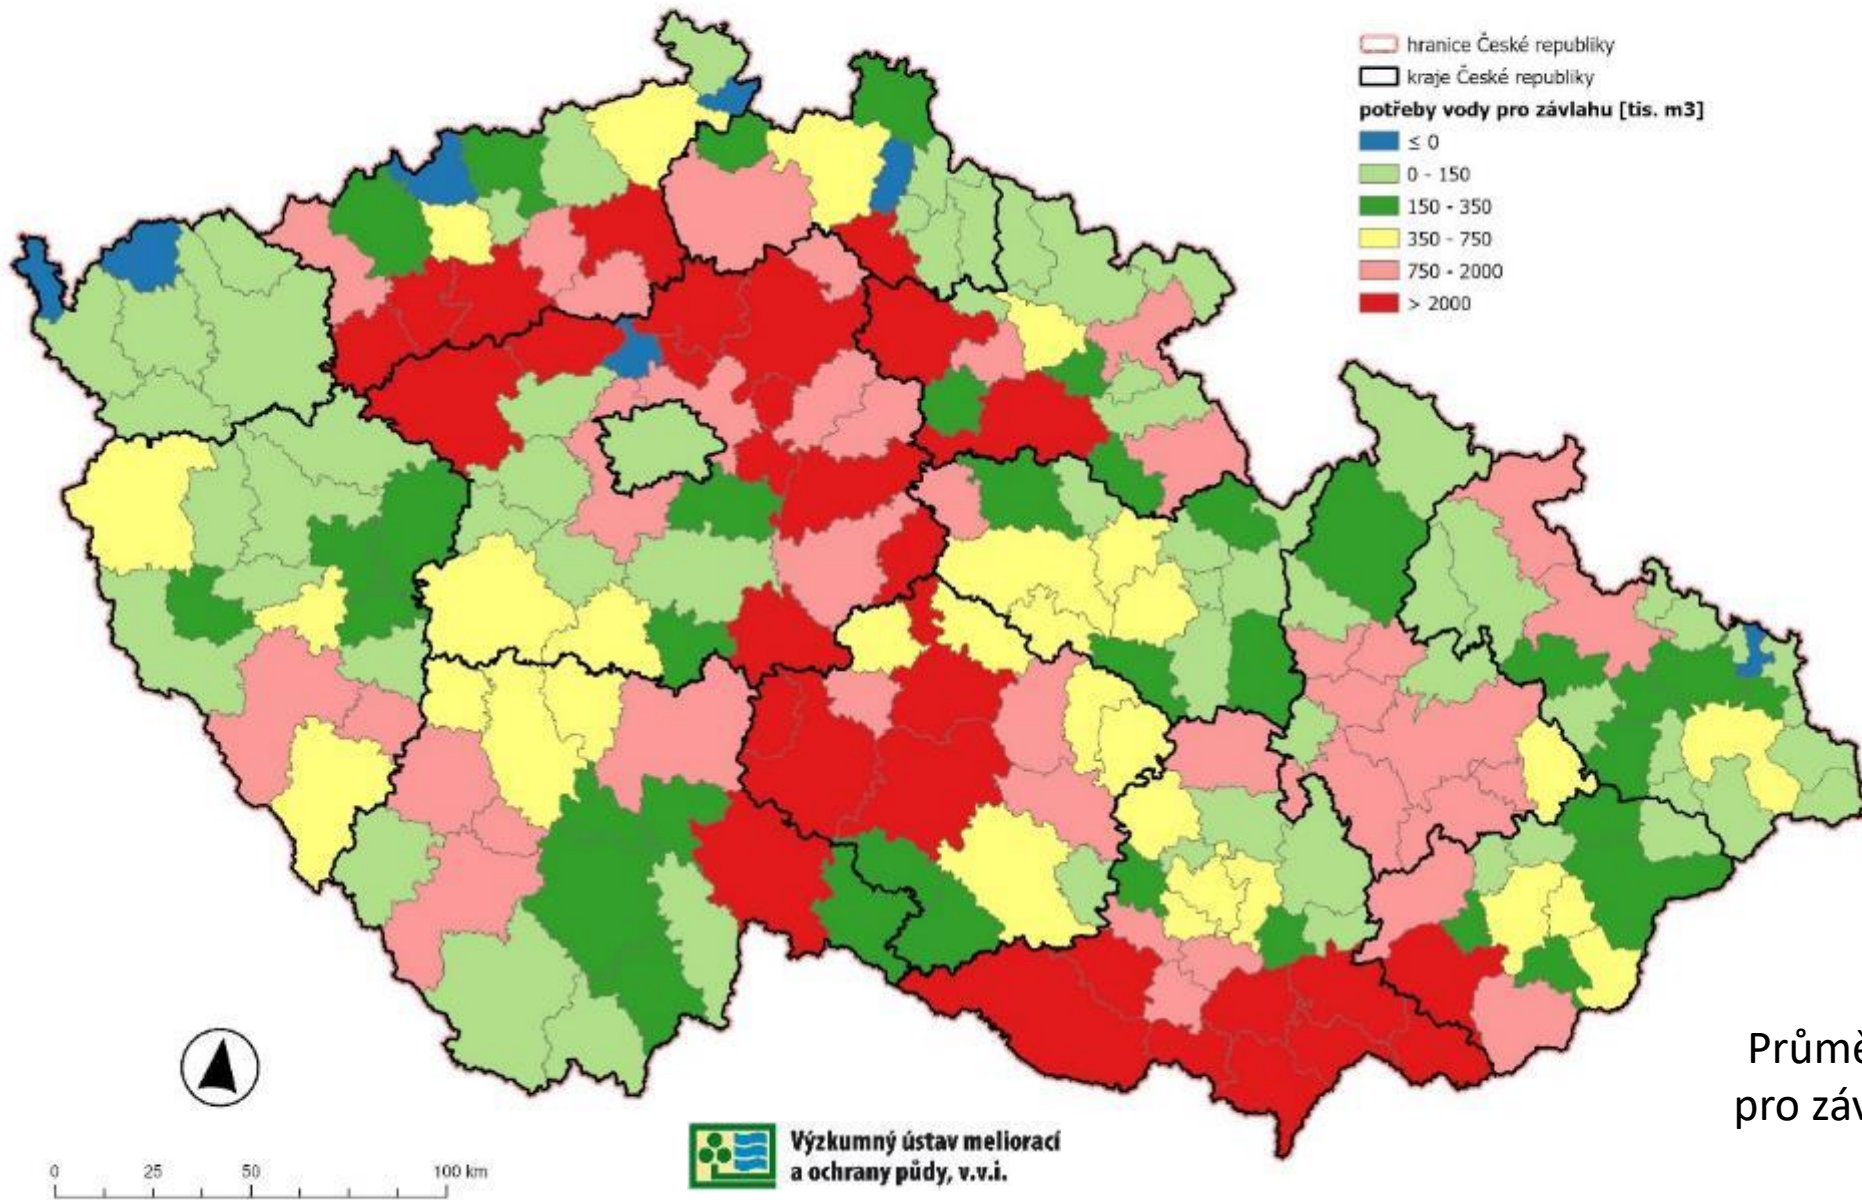 hranice České republiky
kraje České republiky
potřeby vody pro závlahu [tis. m3]
≤ 0
0 - 150
150 - 350
350 - 750
750 - 2000
> 2000
Průmě
pro záv
Výzkumný ústav meliorací
a ochrany půdy, v.v.i.
0 25 50 100 km